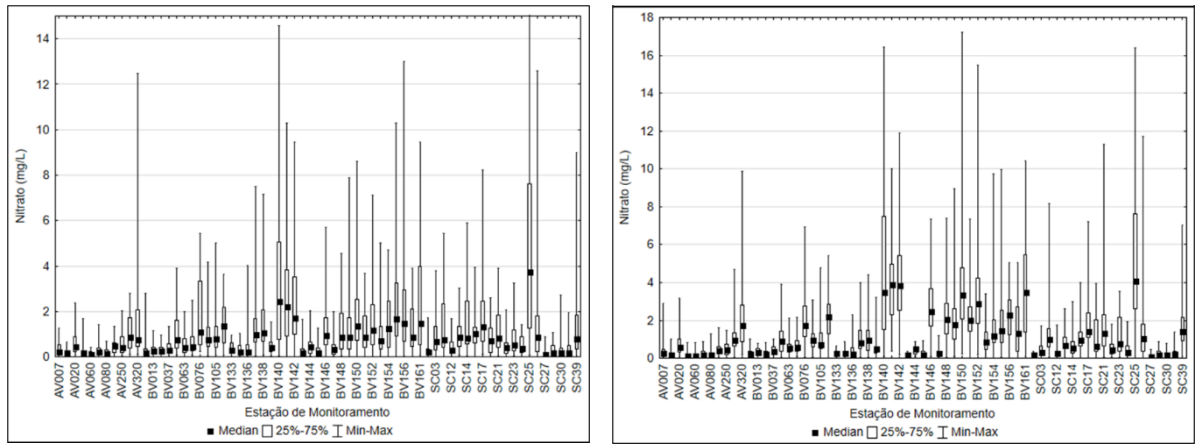 14
12
10
8
6
4
2
0
Nitrato (mg/L)
AV007 AV020 AV060 AV080 AV250 AV320 BV013 BV037 BV063 BV076 BV105 BV136 BV138 BV140 BV142 BV146 BV148 BV150 BV152 BV154 BV156 BV161 SC03 SC12 SC14 SC17 SC21 SC23 SC25 SC27 SC30 SC39
Estação de Monitoramento
Median 25%-75% Min-Max
18
16
14
12
10
8
6
4
2
0
Nitrato (mg/L)
AV007 AV020 AV060 AV080 AV250 AV320 BV013 BV037 BV063 BV076 BV105 BV136 BV138 BV140 BV142 BV146 BV148 BV150 BV152 BV154 BV156 BV161 SC03 SC12 SC14 SC17 SC21 SC23 SC25 SC27 SC30 SC39
Estação de Monitoramento
Median 25%-75% Min-Max